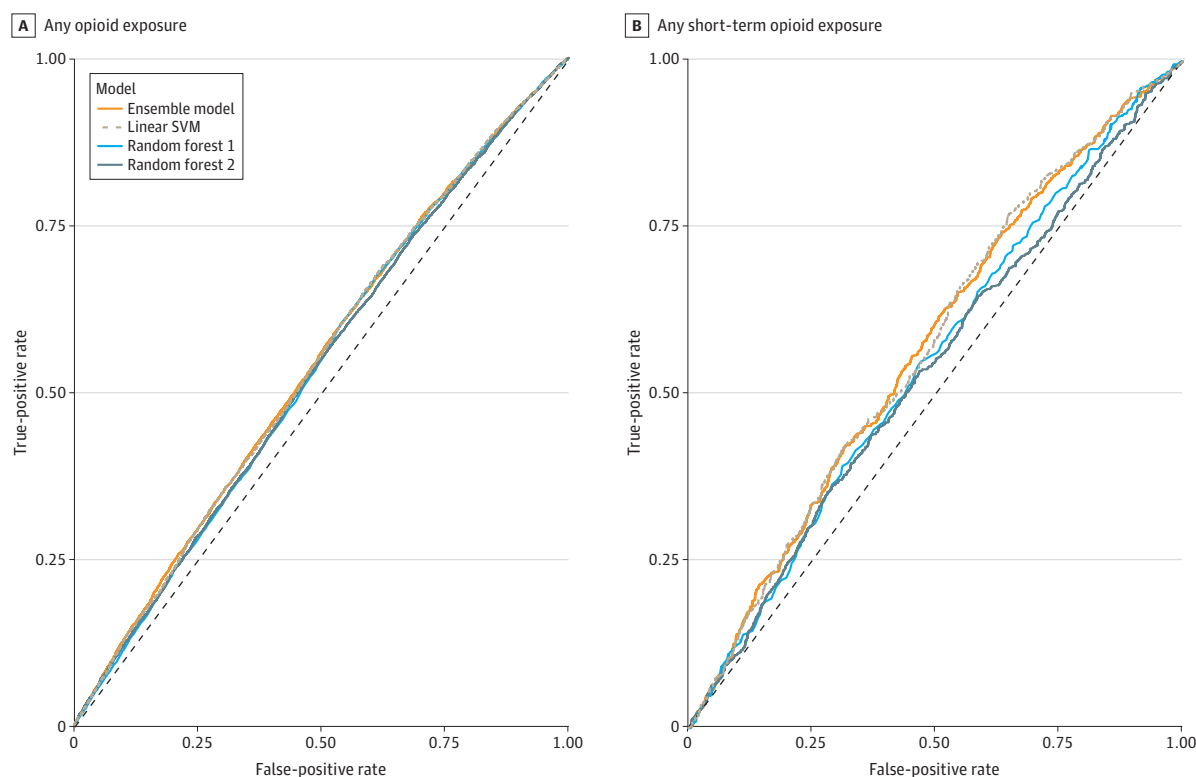 A Any opioid exposure
1.00
Model
Ensemble model
Linear SVM
Random forest 1
Random forest 2
0.75
True-positive rate
0.50
0.25
0
0 0.25 0.50 0.75 1.00
False-positive rate
B Any short-term opioid exposure
1.00
0.75
True-positive rate
0.50
0.25
0
0 0.25 0.50 0.75 1.00
False-positive rate